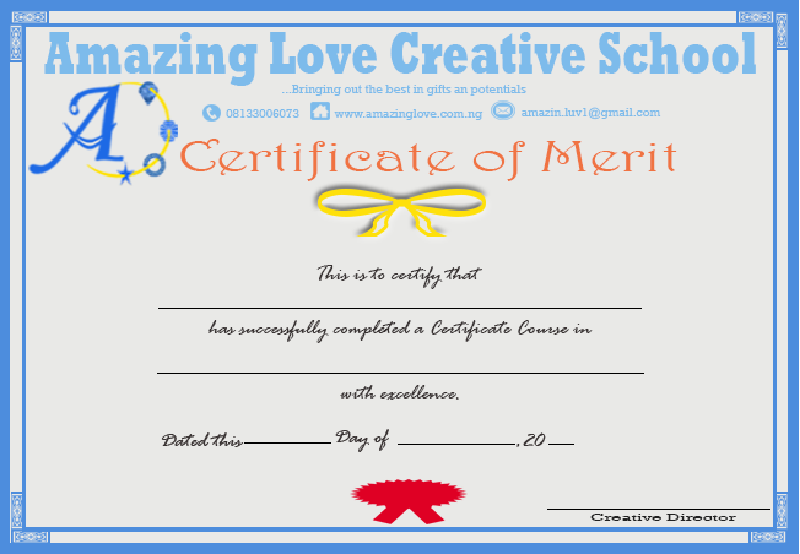 Amazing Love Creative School
...Bringing out the best in gifts an potentials
08133006073 www.amazinglove.com.ng amazin.luv1@gmail.com
A
Certificate of Merit
This is to certify that
has successfully completed a Certificate Course in
with excellence.
Dated this Day of , 20
Creative Director